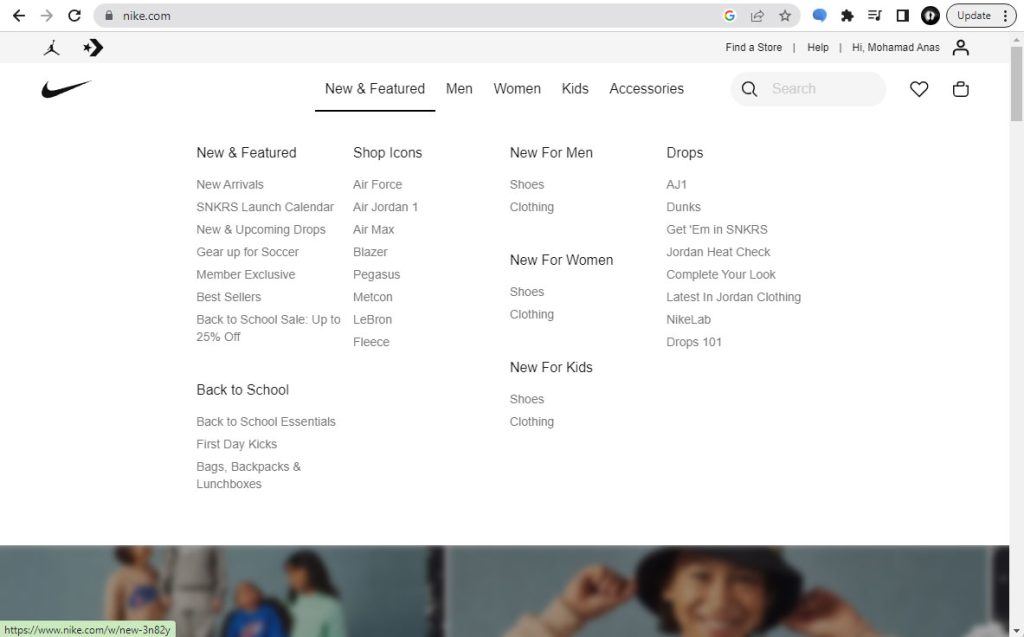 nike.com
Update
Find a Store | Help | Hi, Mohamad Anas
New & Featured Men Women Kids Accessories Search
New & Featured
New Arrivals
SNKRS Launch Calendar
New & Upcoming Drops
Gear up for Soccer
Member Exclusive
Best Sellers
Back to School Sale: Up to
25% Off
Back to School
Back to School Essentials
First Day Kicks
Bags, Backpacks &
Lunchboxes
Shop Icons
Air Force
Air Jordan 1
Air Max
Blazer
Pegasus
Metcon
LeBron
Fleece
New For Men
Shoes
Clothing
New For Women
Shoes
Clothing
New For Kids
Shoes
Clothing
Drops
AJ1
Dunks
Get 'Em in SNKRS
Jordan Heat Check
Complete Your Look
Latest In Jordan Clothing
NikeLab
Drops 101
https://www.nike.com/w/new-3n82y